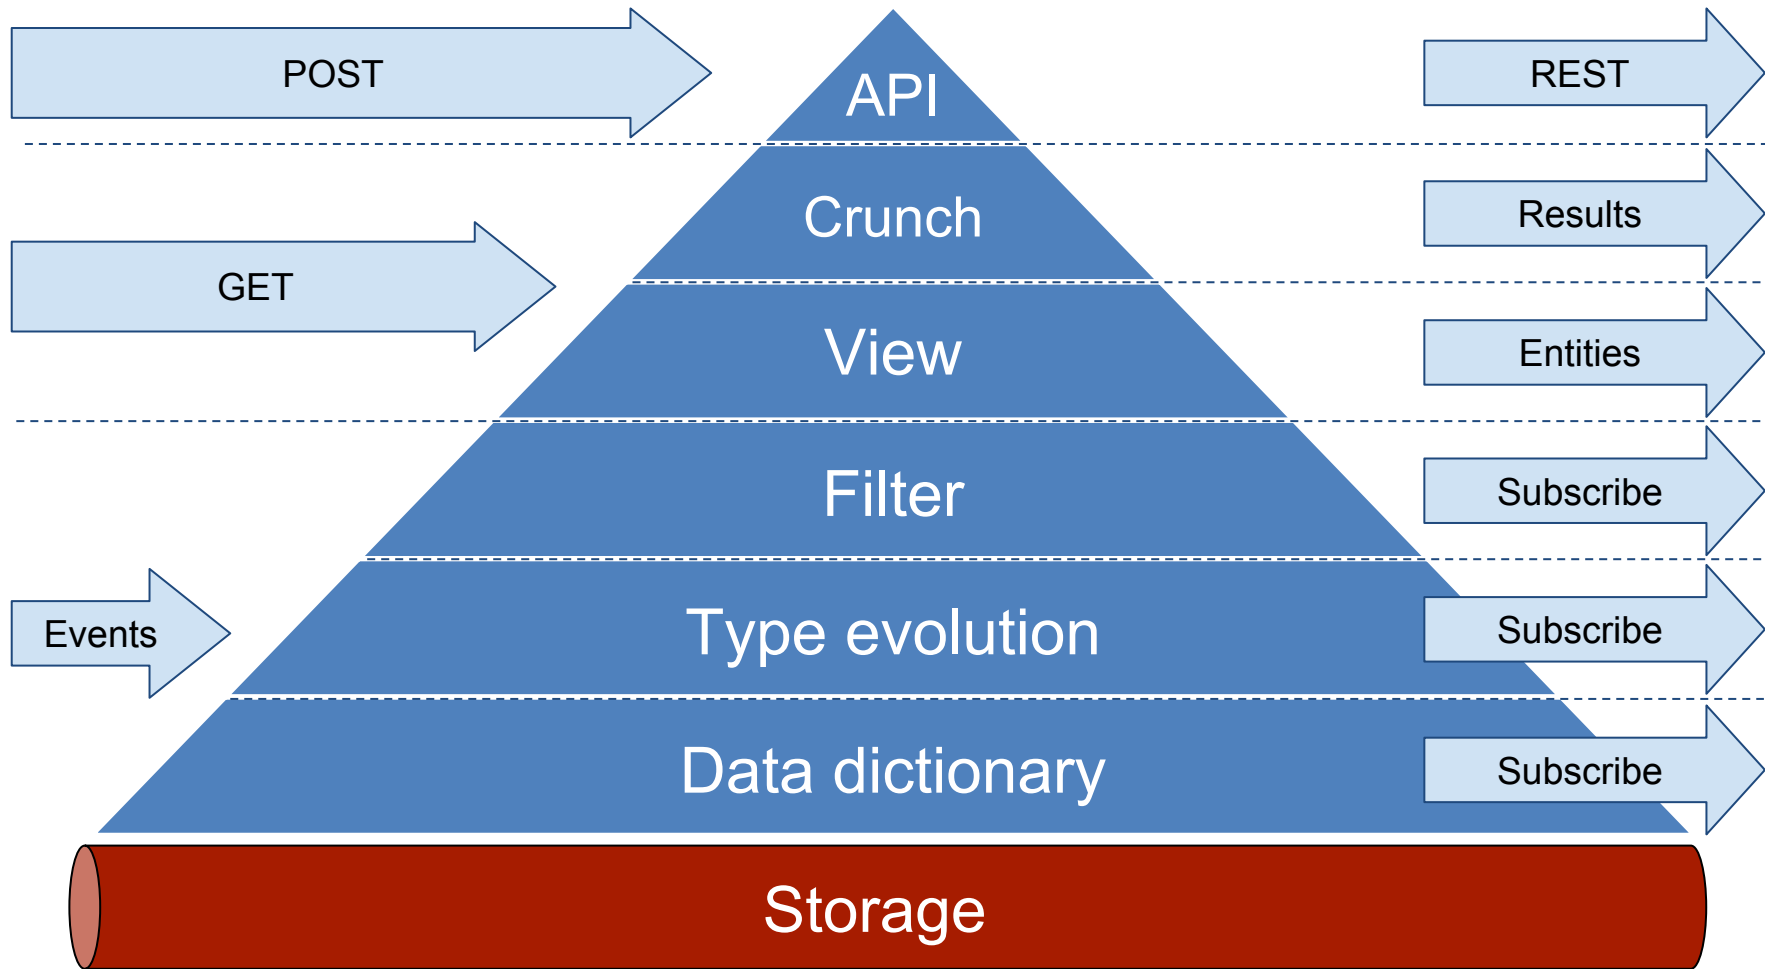 POST
API
REST
Crunch
Results
GET
View
Entities
Filter
Subscribe
Events
Type evolution
Subscribe
Data dictionary
Subscribe
Storage